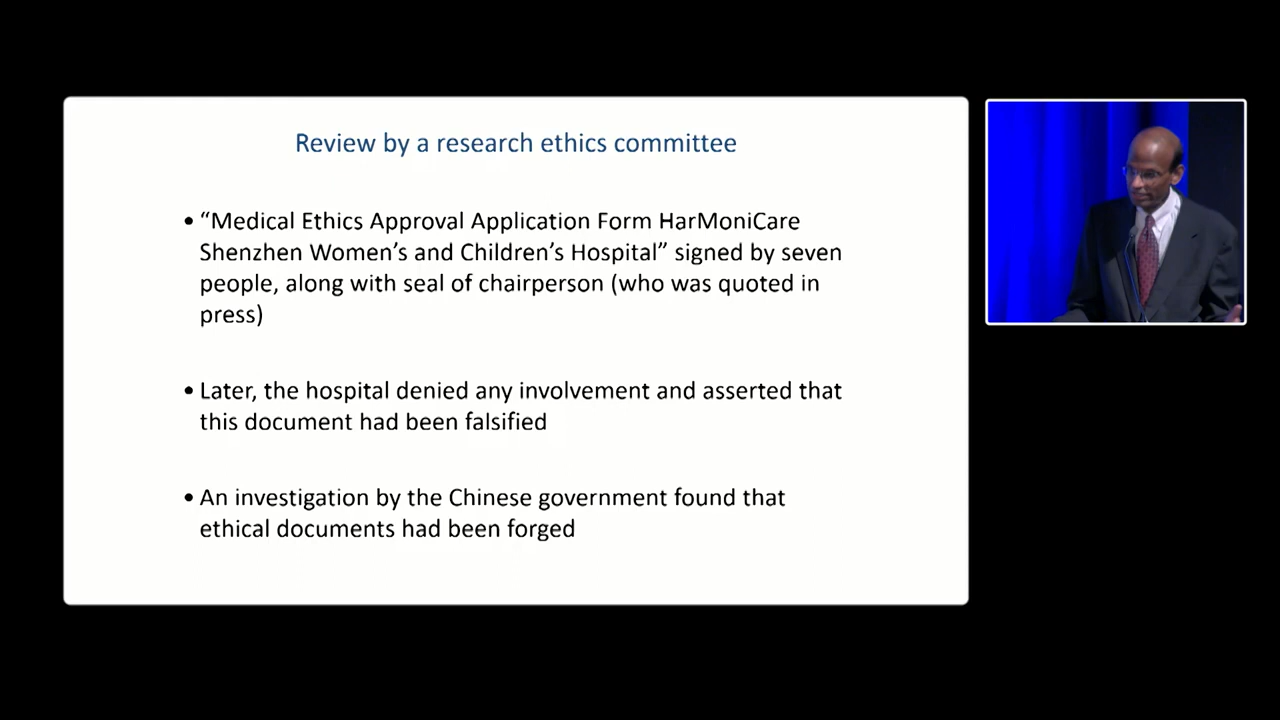 Review by a research ethics committee
• “Medical Ethics Approval Application Form HarMoniCare
Shenzhen Women’s and Children’s Hospital” signed by seven
people, along with seal of chairperson (who was quoted in
press)
• Later, the hospital denied any involvement and asserted that
this document had been falsified
• An investigation by the Chinese government found that
ethical documents had been forged